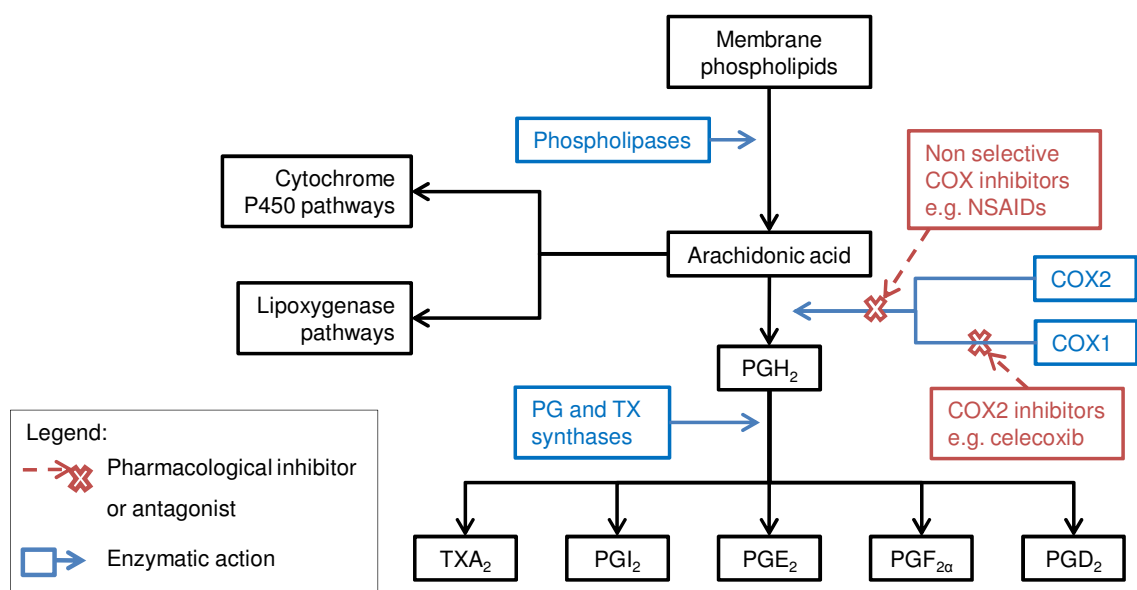 Membrane
phospholipids
Phospholipases
Non selective
COX inhibitors
e.g. NSAIDs
Cytochrome
P450 pathways
Arachidonic acid
COX2
Lipoxygenase
pathways
COX1
PGH₂
PG and TX
synthases
COX2 inhibitors
e.g. celecoxib
Legend:
Pharmacological inhibitor
or antagonist
Enzymatic action
TXA₂
PGI₂
PGE₂
PGF₂α
PGD₂